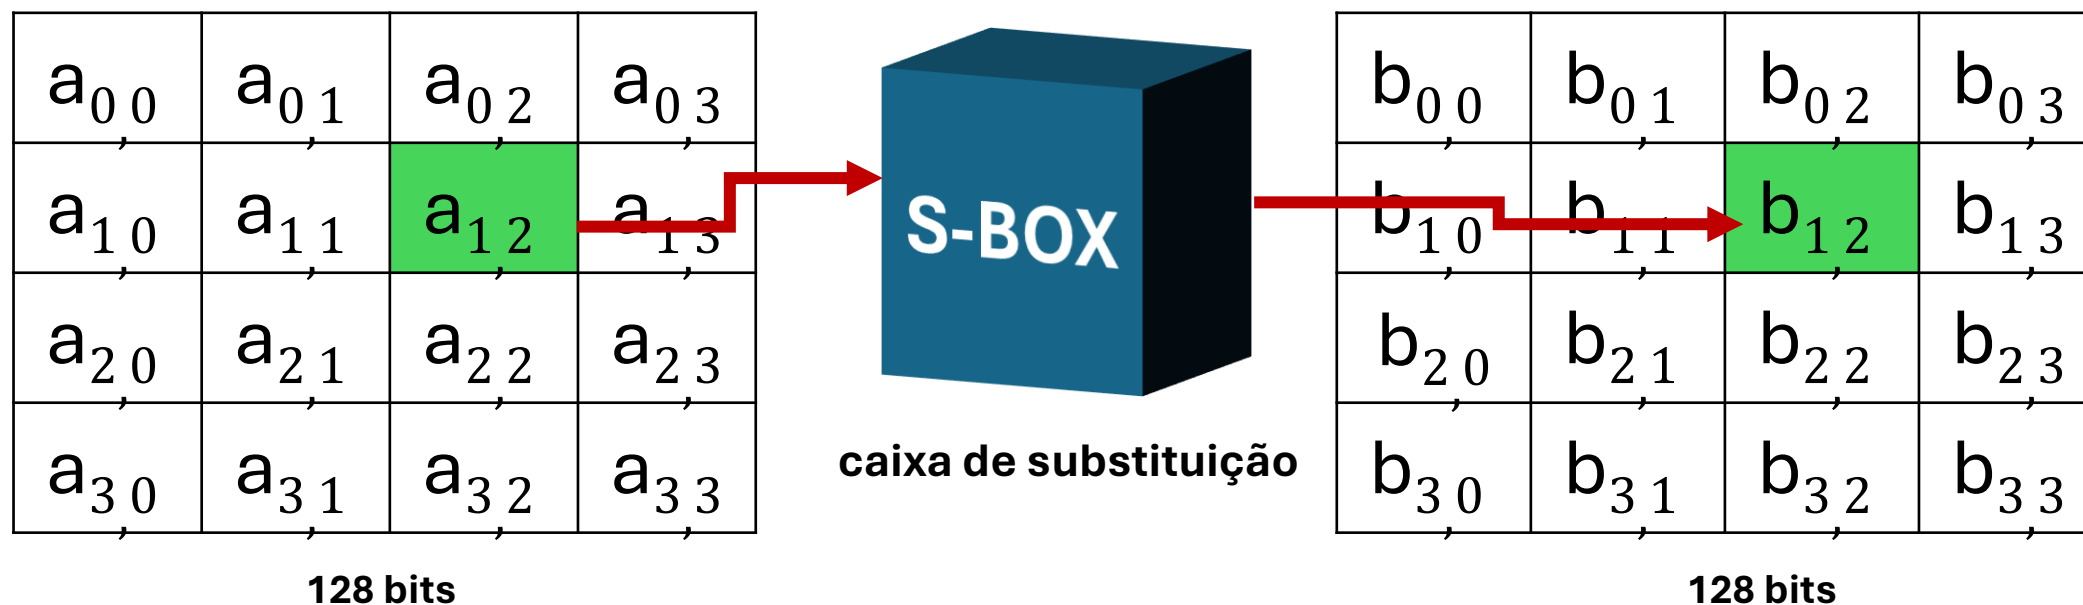 a0,0 a0,1 a0,2 a0,3
a1,0 a1,1 a1,2 a1,3
a2,0 a2,1 a2,2 a2,3
a3,0 a3,1 a3,2 a3,3
128 bits
S-BOX
caixa de substituição
b0,0 b0,1 b0,2 b0,3
b1,0 b1,1 b1,2 b1,3
b2,0 b2,1 b2,2 b2,3
b3,0 b3,1 b3,2 b3,3
128 bits